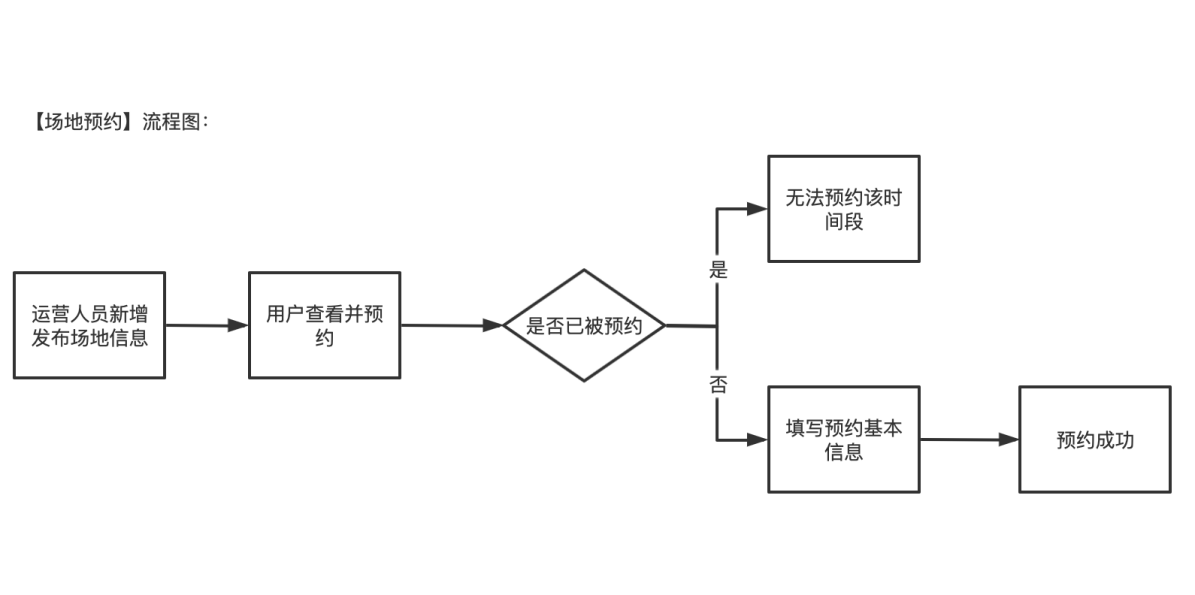 【场地预约】流程图：
无法预约该时
间段
是
运营人员新增
发布场地信息
用户查看并预
约
是否已被预约
否
填写预约基本
信息
预约成功